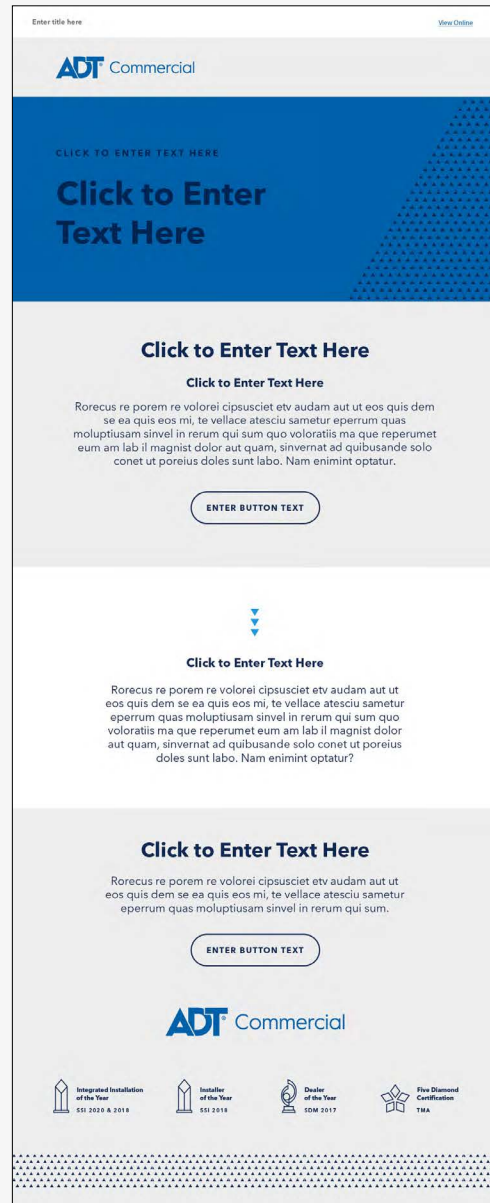 Enter title here
View Online
ADT® Commercial
CLICK TO ENTER TEXT HERE
Click to Enter
Text Here
Click to Enter Text Here
Click to Enter Text Here
Rorecus re porem re volorei cipsusciet etv audam aut ut eos quis dem
se ea quis eos mi, te vellace atesciu sametur eperrum quas
moluptiusam sinvel in rerum qui sum quo voloratiis ma que reperumet
eum am lab il magnist dolor aut quam, sinvernat ad quibusande solo
conet ut poreius doles sunt labo. Nam enimint optatur.
ENTER BUTTON TEXT
Click to Enter Text Here
Rorecus re porem re volorei cipsusciet etv audam aut ut
eos quis dem se ea quis eos mi, te vellace atesciu sametur
eperrum quas moluptiusam sinvel in rerum qui sum quo
voloratiis ma que reperumet eum am lab il magnist dolor
aut quam, sinvernat ad quibusande solo conet ut poreius
doles sunt labo. Nam enimint optatur?
Click to Enter Text Here
Rorecus re porem re volorei cipsusciet etv audam aut ut
eos quis dem se ea quis eos mi, te vellace atesciu sametur
eperrum quas moluptiusam sinvel in rerum qui sum.
ENTER BUTTON TEXT
ADT® Commercial
Integrated Installation
of the Year
SSI 2020 & 2018
Installer
of the Year
SSI 2018
Dealer
of the Year
SDM 2017
Five Diamond
Certification
TMA